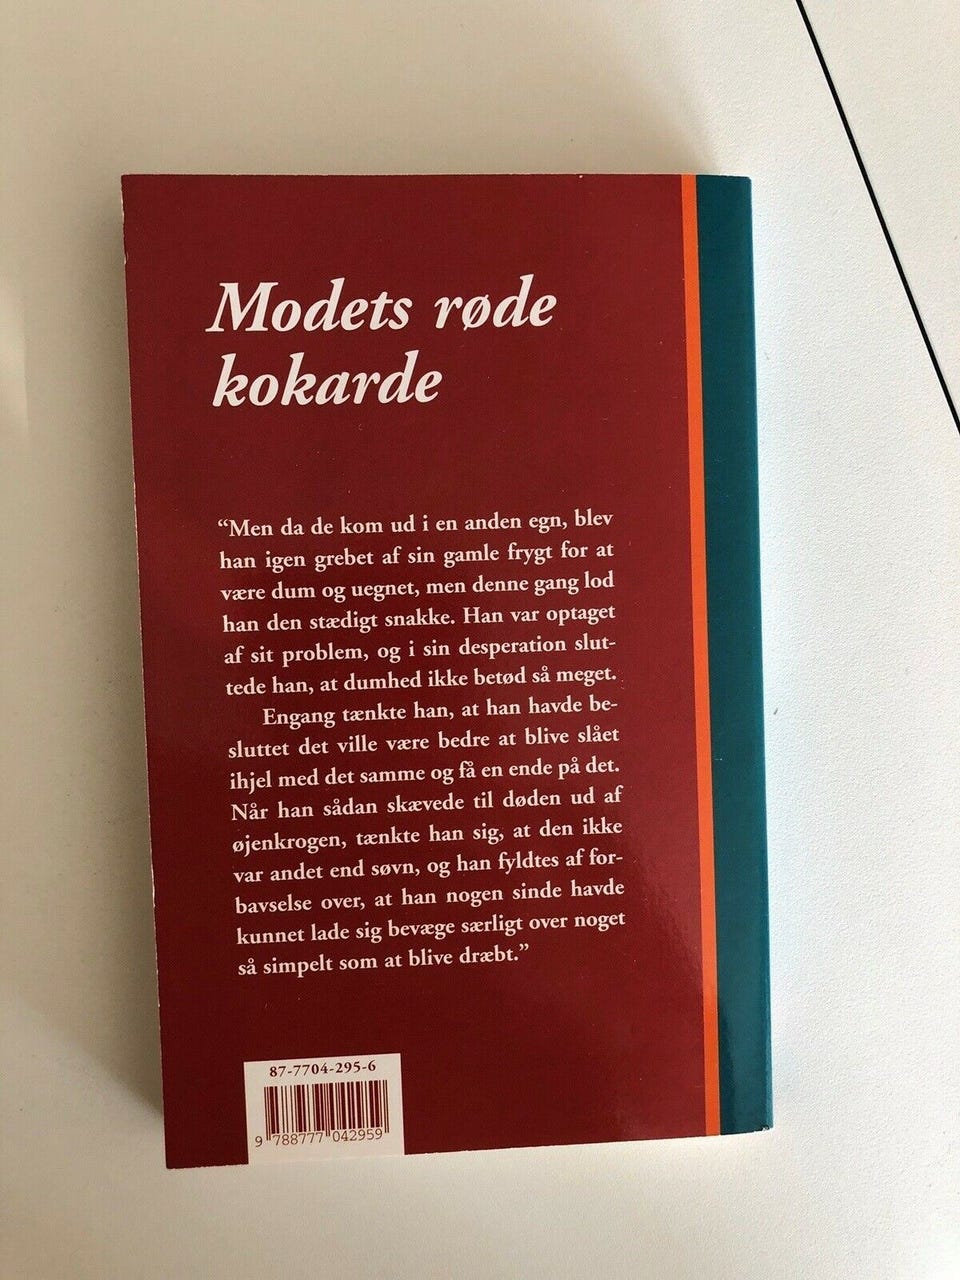 Modets røde
kokarde
“Men da de kom ud i en anden egn, blev
han igen grebet af sin gamle frygt for at
være dum og uegnet, men denne gang lod
han den stædigt snakke. Han var optaget
af sit problem, og i sin desperation slut-
tede han, at dumhed ikke betød så meget.
Engang tænkte han, at han havde be-
sluttet det ville være bedre at blive slået
ihjel med det samme og få en ende på det.
Når han sådan skævede til døden ud af
øjenkrogen, tænkte han sig, at den ikke
var andet end søvn, og han fyldtes af for-
bavselse over, at han nogen sinde havde
kunnet lade sig bevæge særligt over noget
så simpelt som at blive dræbt.”
87-7704-295-6
9 788777 042959